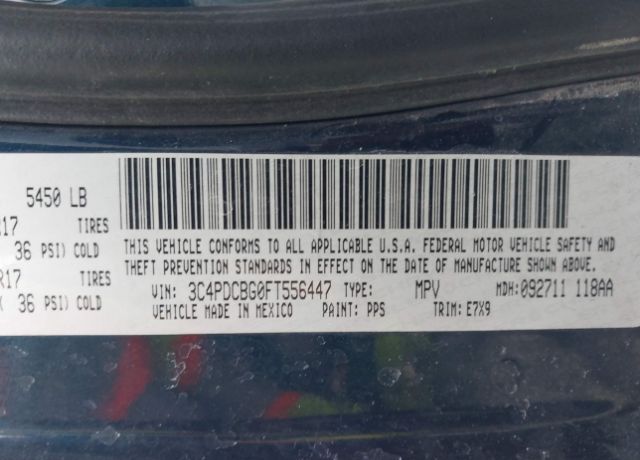 5450 LB
R17 TIRES
36 PSI) COLD
R17 TIRES
36 PSI) COLD
THIS VEHICLE CONFORMS TO ALL APPLICABLE U.S.A. FEDERAL MOTOR VEHICLE SAFETY AND
THEFT PREVENTION STANDARDS IN EFFECT ON THE DATE OF MANUFACTURE SHOWN ABOVE.
VIN: 3C4PDCBG0FT556447 TYPE: MPV MDH: 092711 118AA
VEHICLE MADE IN MEXICO PAINT: PPS TRIM: E7X9